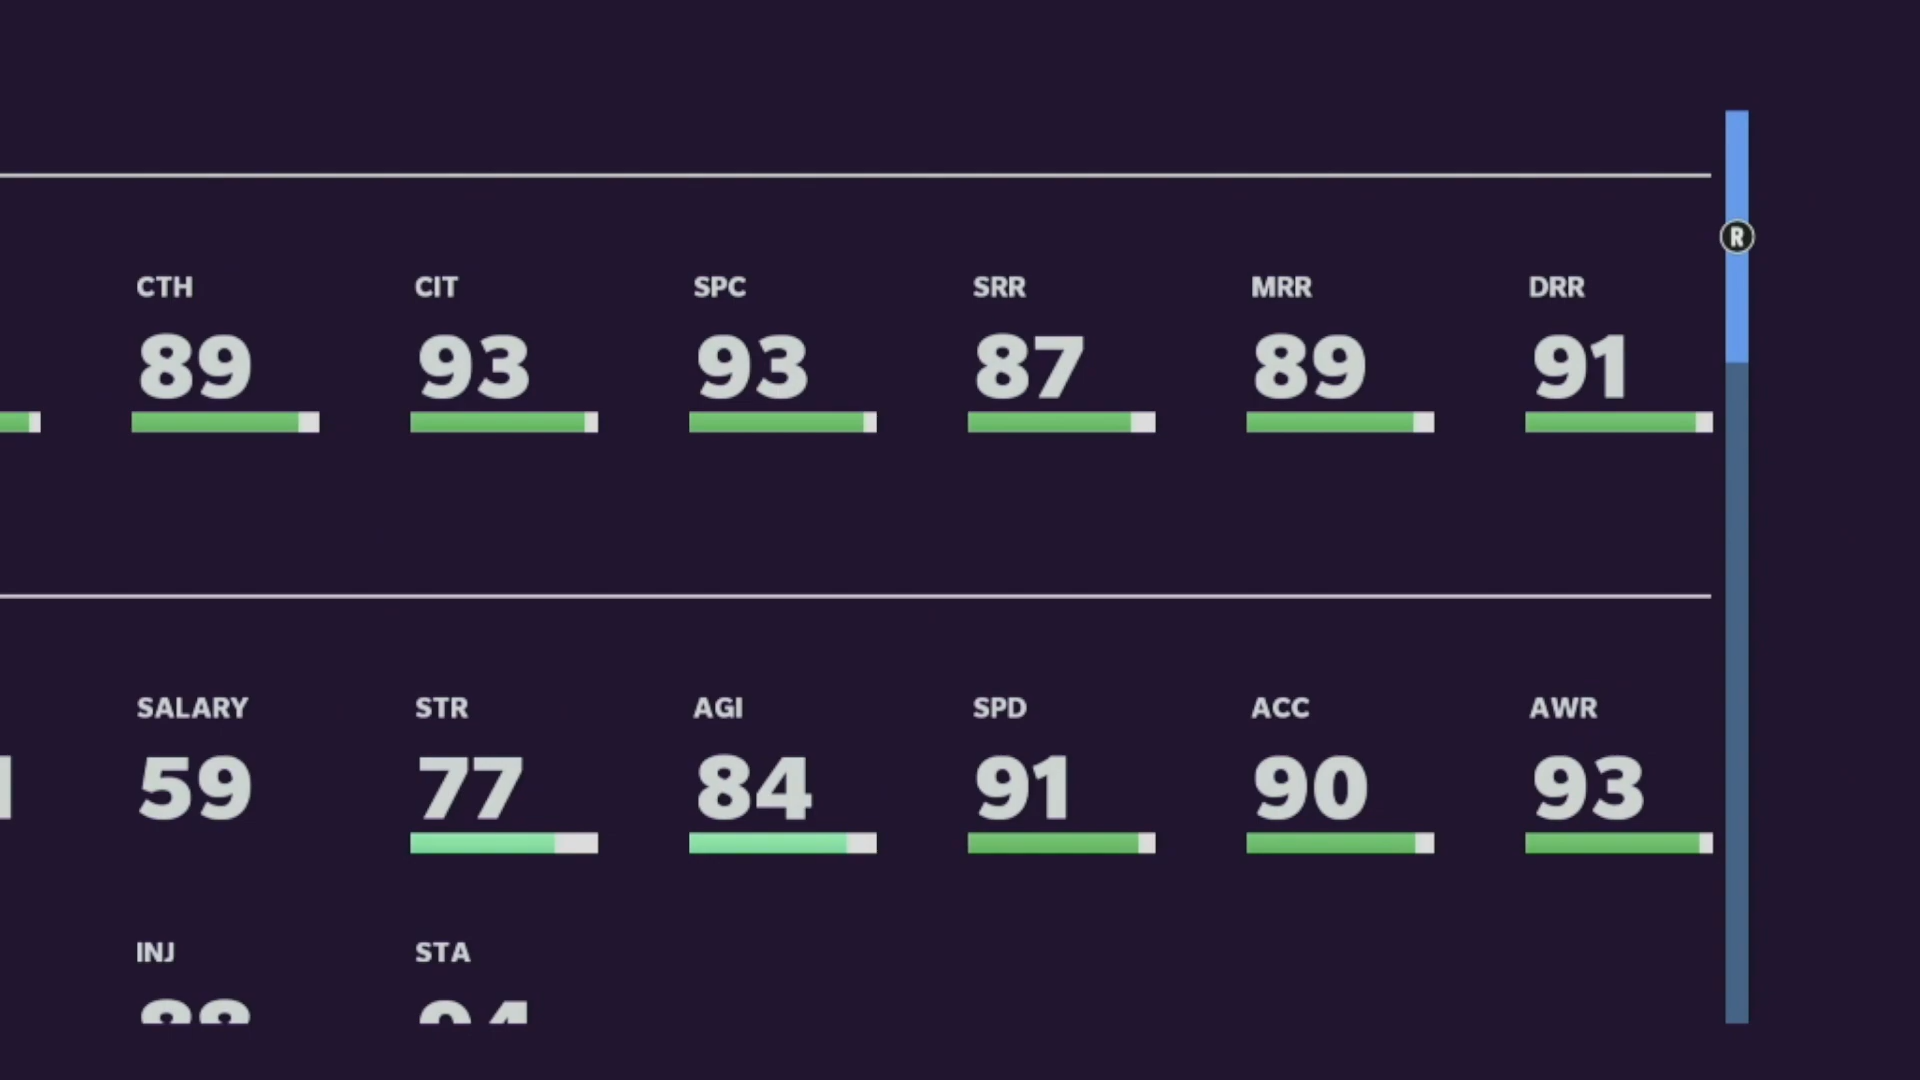 R
CTH CIT SPC SRR MRR DRR
89 93 93 87 89 91
SALARY STR AGI SPD ACC AWR
59 77 84 91 90 93
INJ STA